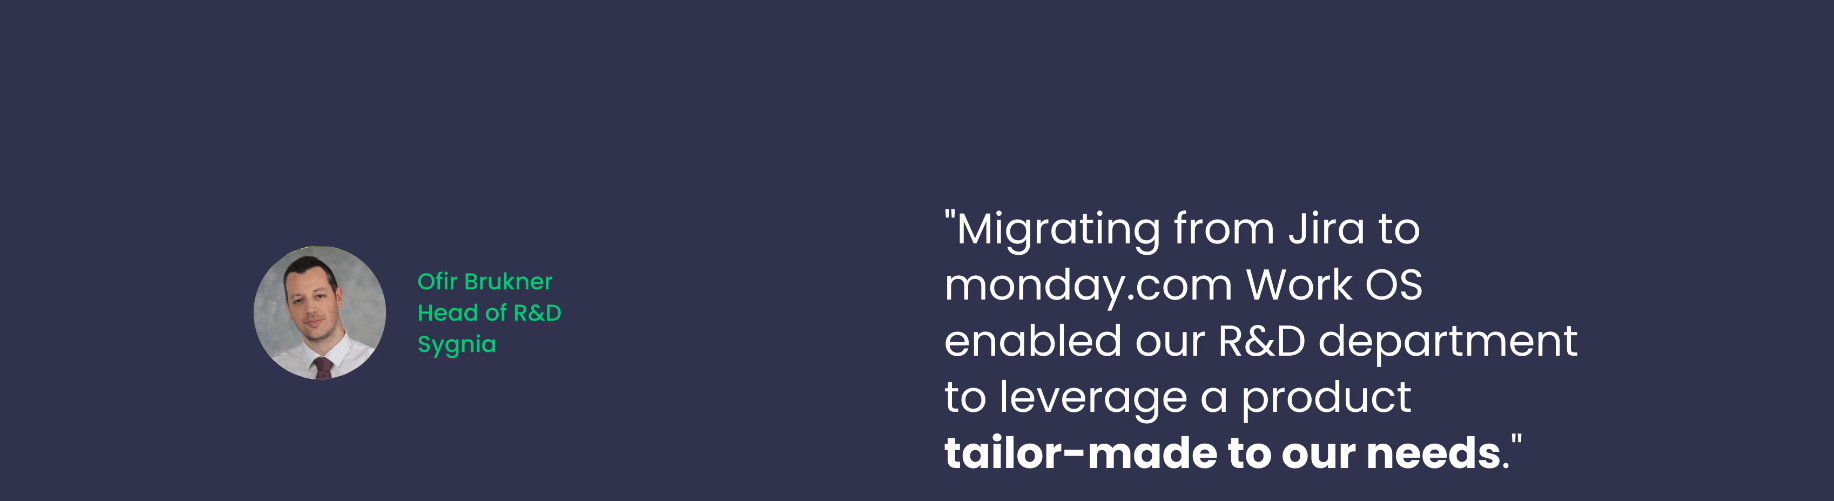 Ofir Brukner
Head of R&D
Sygnia
"Migrating from Jira to
monday.com Work OS
enabled our R&D department
to leverage a product
tailor-made to our needs."